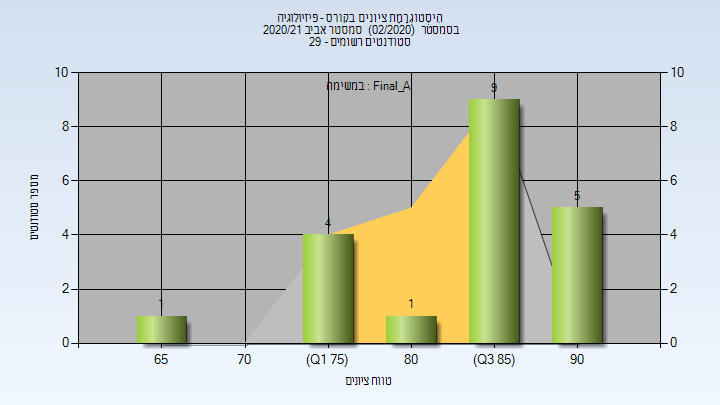 היסטוגרמת ציונים בקורס - פיזיולוגיה
בסמסטר (02/2020) סמסטר אביב 2020/21
סטודנטים רשומים - 29
במשימה : Final_A
10 10
8 8
6 6
4 4
2 2
0 0
1 4 1 9 5
65 70 (Q1 75) 80 (Q3 85) 90
מספר סטודנטים
טווח ציונים